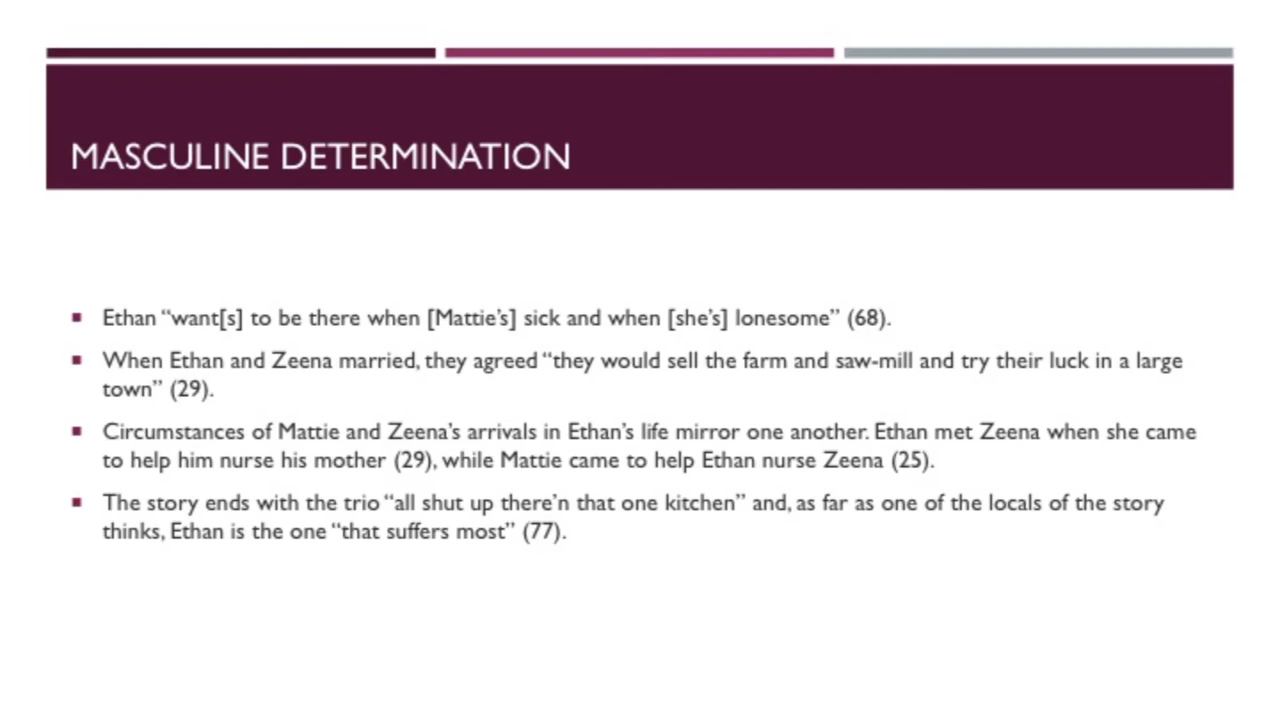 MASCULINE DETERMINATION
Ethan “want[s] to be there when [Mattie’s] sick and when [she’s] lonesome” (68).
When Ethan and Zeena married, they agreed “they would sell the farm and saw-mill and try their luck in a large
town” (29).
Circumstances of Mattie and Zeena’s arrivals in Ethan’s life mirror one another. Ethan met Zeena when she came
to help him nurse his mother (29), while Mattie came to help Ethan nurse Zeena (25).
The story ends with the trio “all shut up there’n that one kitchen” and, as far as one of the locals of the story
thinks, Ethan is the one “that suffers most” (77).